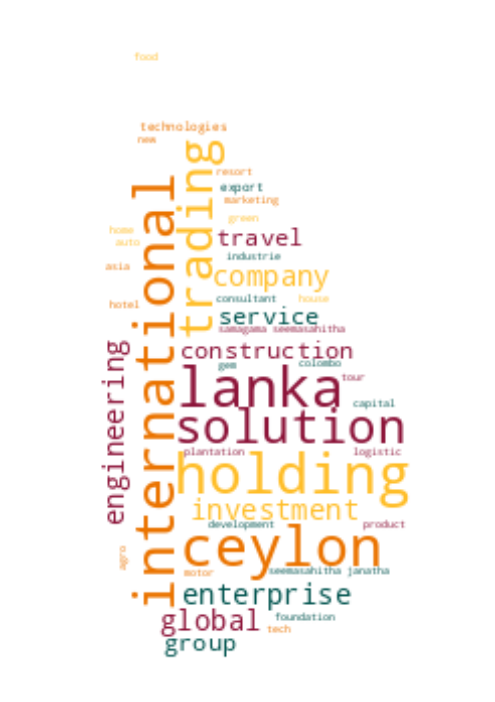 food
technologies
new
trading
resort
export
marketing
international
green
home
travel
auto
industrie
asia
company
consultant
house
hotel
service
samagama seemasahitha
engineering
construction
gem
colombo
lanka
tour
capital
solution
plantation
logistic
holding
investment
development
product
ceylon
agro
motor
seemasahitha janatha
enterprise
global
foundation
tech
group